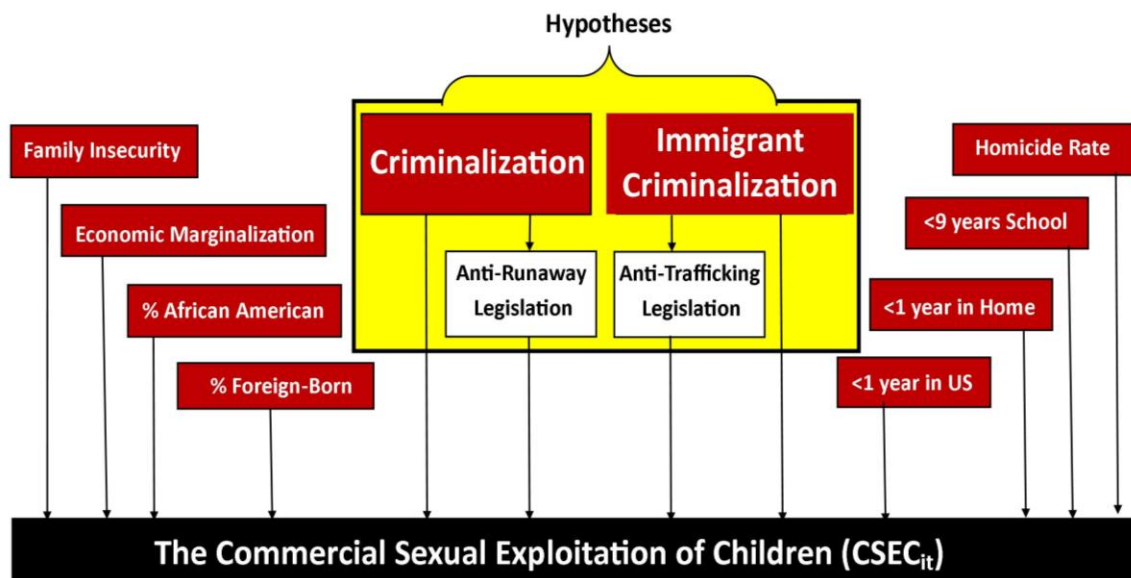 Hypotheses
Family Insecurity
Criminalization
Immigrant
Criminalization
Homicide Rate
Economic Marginalization
<9 years School
Anti-Runaway
Legislation
Anti-Trafficking
Legislation
% African American
<1 year in Home
% Foreign-Born
<1 year in US
The Commercial Sexual Exploitation of Children (CSECit)